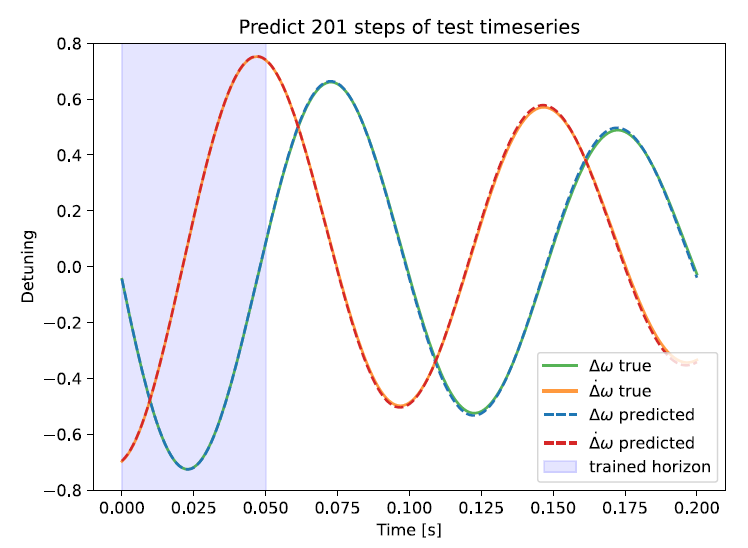 Predict 201 steps of test timeseries
Detuning
0.8
0.6
0.4
0.2
0.0
−0.2
−0.4
−0.6
−0.8
Δω true
Δ̇ω true
Δω predicted
Δ̇ω predicted
trained horizon
0.000 0.025 0.050 0.075 0.100 0.125 0.150 0.175 0.200
Time [s]